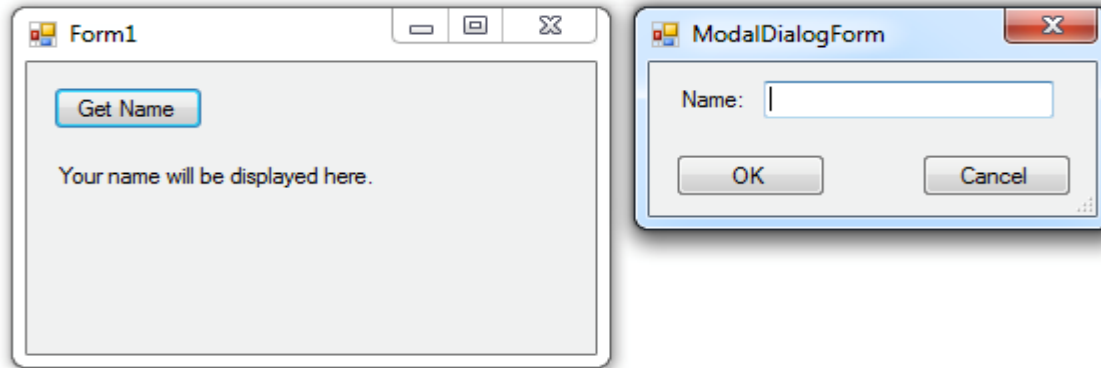 Form1
Get Name
Your name will be displayed here.
ModalDialogForm
Name:
OK
Cancel